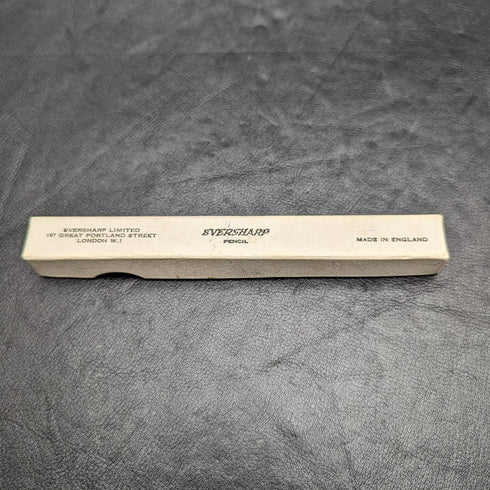 EVERSHARP LIMITED
197 GREAT PORTLAND STREET
LONDON W.1
EVERSHARP
PENCIL
MADE IN ENGLAND